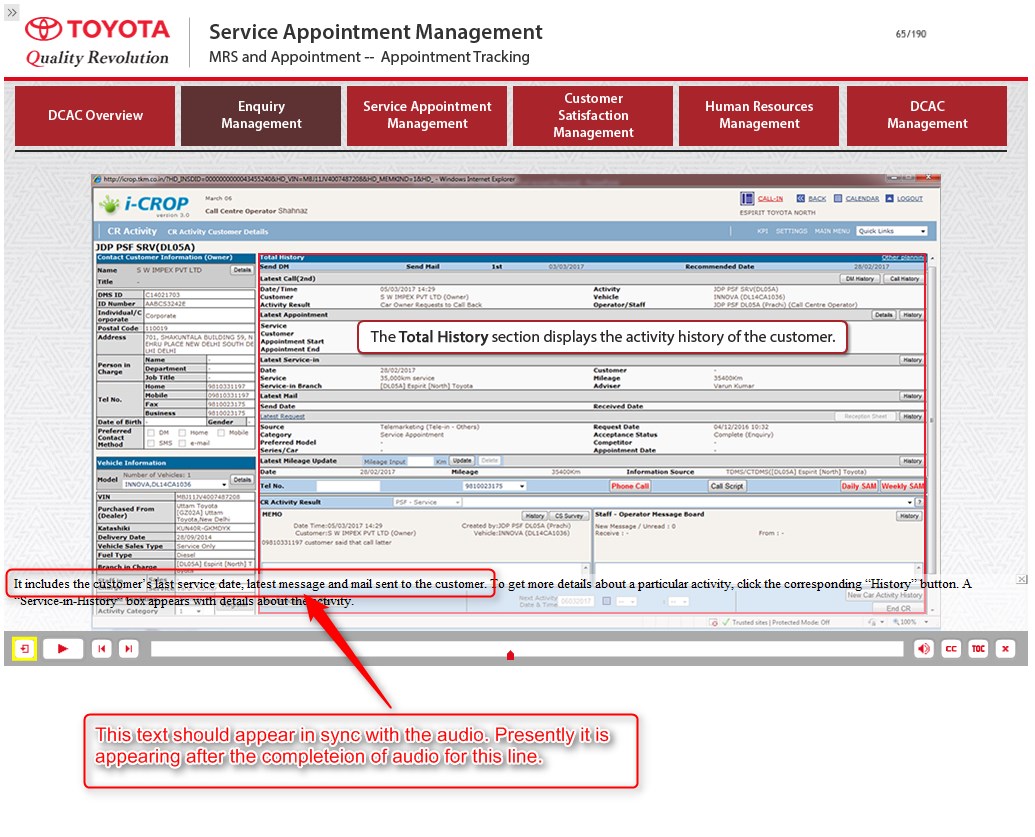 TOYOTA
Quality Revolution
Service Appointment Management
MRS and Appointment -- Appointment Tracking
65/190
DCAC Overview
Enquiry
Management
Service Appointment
Management
Customer
Satisfaction
Management
Human Resources
Management
DCAC
Management
i-CROP
version 3.0
March 06
Call Centre Operator Shahnaz
CALL-IN BACK CALENDAR LOGOUT
ESPIRIT TOYOTA NORTH
CR Activity CR Activity Customer Details
KPI SETTINGS MAIN MENU Quick Links
JDP PSF SRV(DL05A)
Contact Customer Information (Owner)
Name S W IMPEX PVT LTD Details
Title -
DMS ID C14021703
ID Number AABCS3242E
Individual/C
orporate Corporate
Postal Code 110019
Address 701, SHAKUNTALA BUILDING 59, N
EHRU PLACE NEW DELHI SOUTH DE
LHI DELHI
Person in
Charge
Name -
Department -
Job Title
Tel No.
Home 9810331197
Mobile 09810331197
Fax 9810023175
Business 9810023175
Date of Birth - Gender -
Preferred
Contact
Method
DM Home Mobile
SMS e-mail
Vehicle Information
Number of Vehicles: 1
Model INNOVA,DL14CA1036 Details
VIN MBJ11JV4007487208
Purchased From
(Dealer)
Uttam Toyota
[GZ02A] Uttam
Toyota,New Delhi
Katashiki KUN40R-GKMDYX
Delivery Date 28/09/2014
Vehicle Sales Type Service Only
Fuel Type Diesel
Branch in Charge [DL05A] Espirit [North] T
Activity Category 1
Total History Other planning
Send DM Send Mail 1st 03/03/2017 Recommended Date 28/02/2017
Latest Call(2nd) DM History Call History
Date/Time 05/03/2017 14:29 Activity JDP PSF SRV(DL05A)
Customer S W IMPEX PVT LTD (Owner) Vehicle INNOVA (DL14CA1036)
Activity Result Car Owner Requests to Call Back Operator/Staff JDP PSF DL05A (Prachi) (Call Centre Operator)
Latest Appointment Details History
Service
Customer
Appointment Start
Appointment End
The Total History section displays the activity history of the customer.
Latest Service-in History
Date 28/02/2017 Customer -
Service 35,000km service Mileage 35400Km
Service-in Branch [DL05A] Espirit [North] Toyota Adviser Varun Kumar
Latest Mail History
Send Date Received Date
Latest Request Reception Sheet History
Source Telemarketing (Tele-in - Others) Request Date 04/12/2016 10:32
Category Service Appointment Acceptance Status Complete (Enquiry)
Preferred Model - Competitor -
Series/Car - Appointment Date -
Latest Mileage Update Mileage Input Km Update Delete History
Date 28/02/2017 Mileage 35400Km Information Source TDMS/CTDMS([DL05A] Espirit [North] Toyota)
Tel No. 9810023175 Phone Call Call Script Daily SAM Weekly SAM
CR Activity Result PSF - Service ?
MEMO History CS Survey
Date Time:05/03/2017 14:29 Created by:JDP PSF DL05A (Prachi)
Customer:S W IMPEX PVT LTD (Owner) Vehicle:INNOVA (DL14CA1036)
09810331197 customer said that call latter
Staff - Operator Message Board History
New Message / Unread : 0
Receive : - From : -
It includes the customer’s last service date, latest message and mail sent to the customer. To get more details about a particular activity, click the corresponding “History” button. A
“Service-in-History” box appears with details about the activity.
Next Activity
Date & Time
New Car Activity History
End CR
Trusted sites | Protected Mode: Off 100%
CC TOC
This text should appear in sync with the audio. Presently it is
appearing after the completeion of audio for this line.